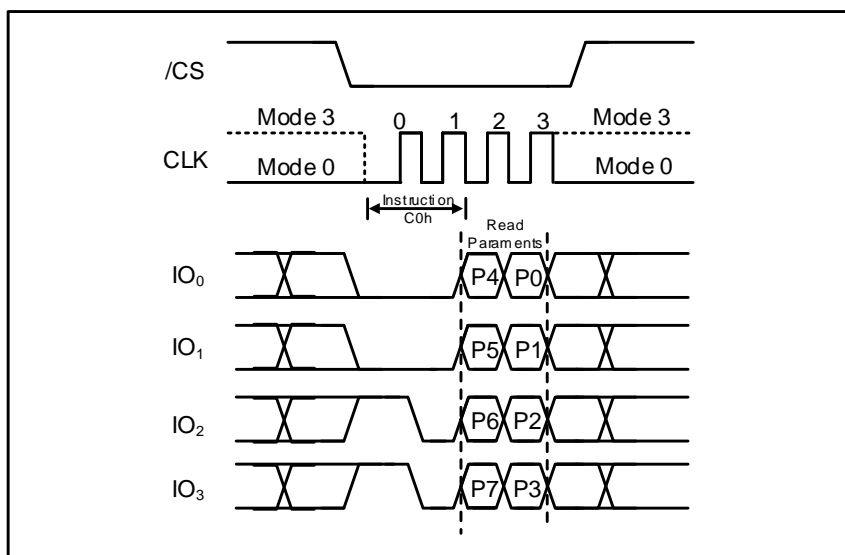 /CS
Mode 3 0 1 2 3 Mode 3
CLK
Mode 0 Mode 0
Instruction
C0h
Read
Paraments
IO0 P4 P0
IO1 P5 P1
IO2 P6 P2
IO3 P7 P3